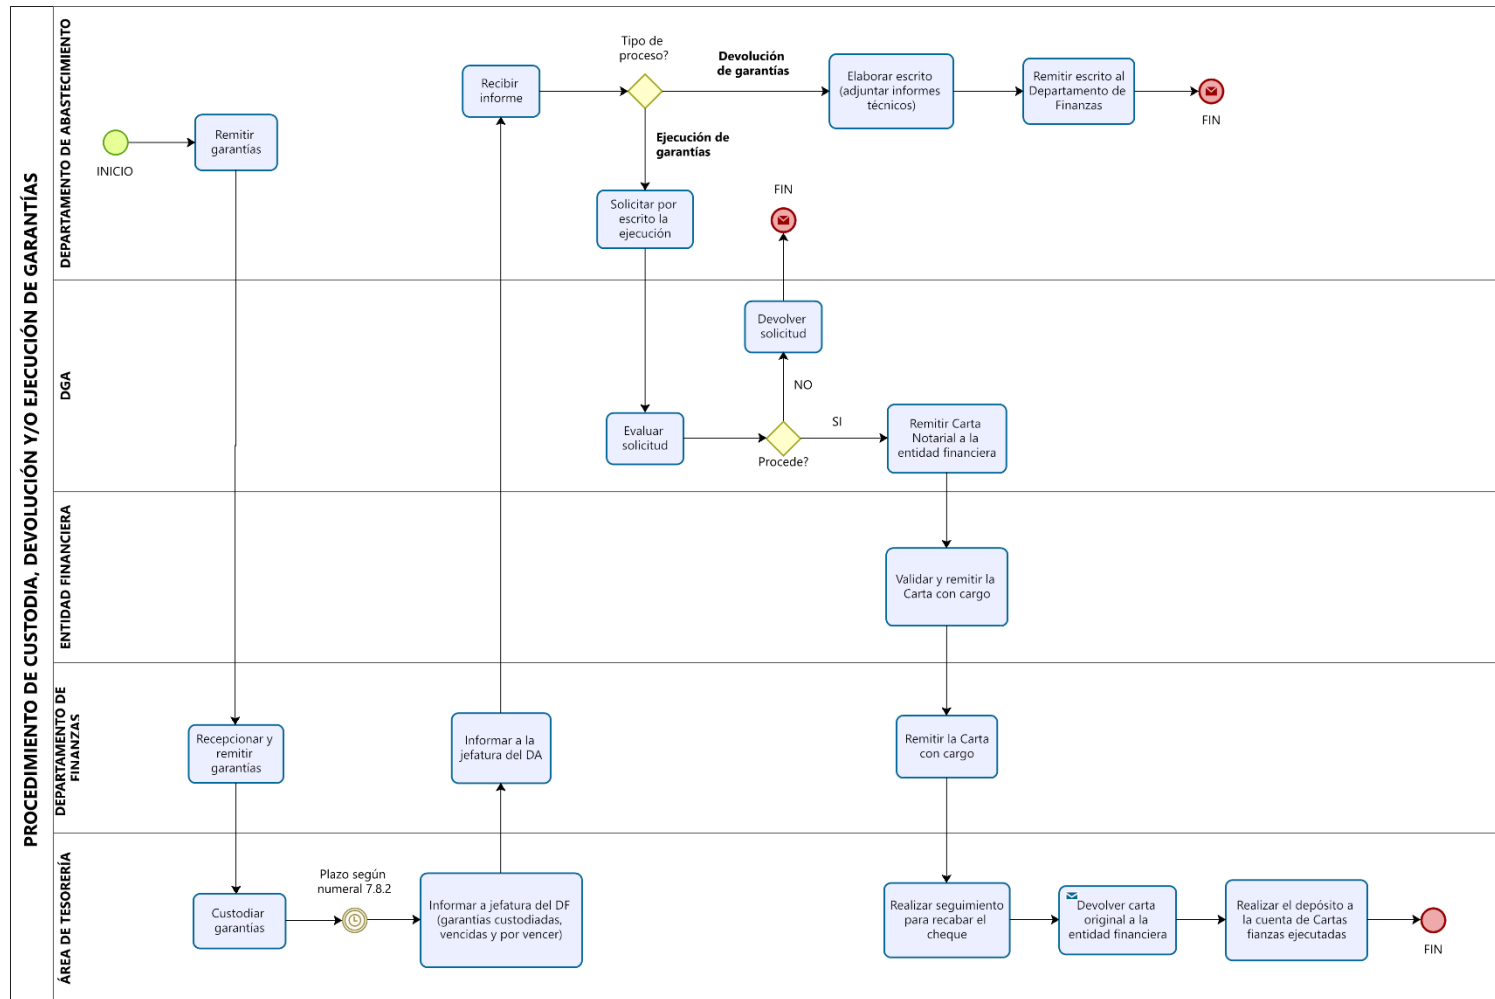 PROCEDIMIENTO DE CUSTODIA, DEVOLUCIÓN Y/O EJECUCIÓN DE GARANTÍAS
DEPARTAMENTO DE ABASTECIMIENTO
INICIO
Remitir
garantías
Recibir
informe
Tipo de
proceso?
Devolución
de garantías
Elaborar escrito
(adjuntar informes
técnicos)
Remitir escrito al
Departamento de
Finanzas
FIN
Ejecución de
garantías
Solicitar por
escrito la
ejecución
FIN
DGA
Devolver
solicitud
NO
Evaluar
solicitud
Procede?
SI
Remitir Carta
Notarial a la
entidad financiera
ENTIDAD FINANCIERA
Validar y remitir la
Carta con cargo
DEPARTAMENTO DE
FINANZAS
Recepcionar y
remitir
garantías
Informar a la
jefatura del DA
Remitir la Carta
con cargo
ÁREA DE TESORERÍA
Custodiar
garantías
Plazo según
numeral 7.8.2
Informar a jefatura del DF
(garantías custodiadas,
vencidas y por vencer)
Realizar seguimiento
para recabar el
cheque
Devolver carta
original a la
entidad financiera
Realizar el depósito a
la cuenta de Cartas
fianzas ejecutadas
FIN